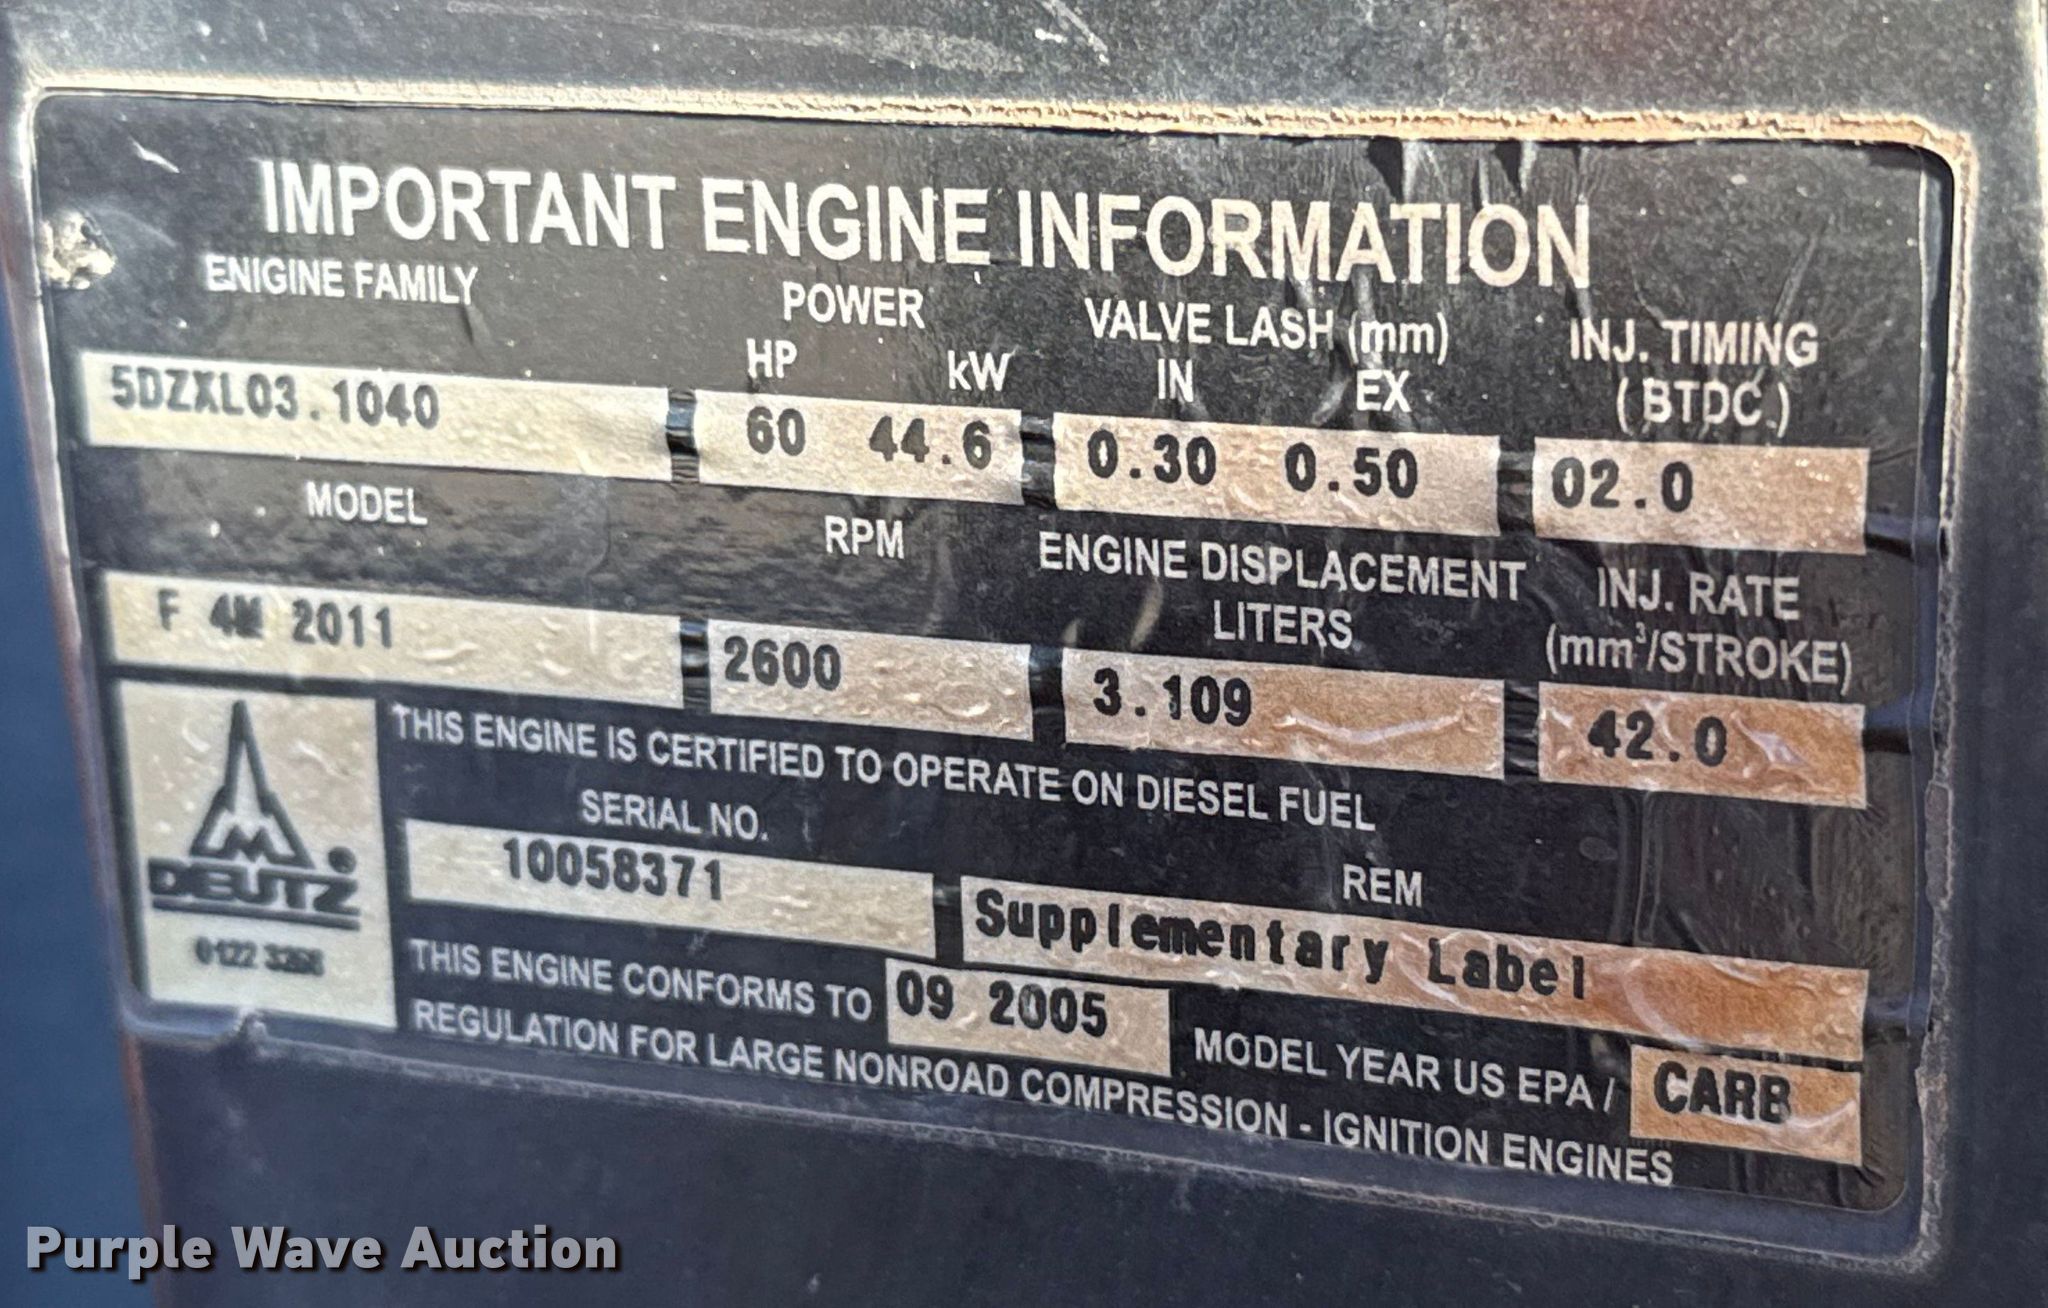 IMPORTANT ENGINE INFORMATION
ENIGINE FAMILY
POWER
HP kW
VALVE LASH (mm)
IN EX
INJ. TIMING
( BTDC.)
5DZXL03.1040
60 44.6
0.30 0.50
02.0
MODEL
RPM
ENGINE DISPLACEMENT
LITERS
INJ. RATE
(mm³/STROKE)
F 4M 2011
2600
3.109
42.0
THIS ENGINE IS CERTIFIED TO OPERATE ON DIESEL FUEL
SERIAL NO.
REM
10058371
Supplementary Label
DEUTZ
0122
THIS ENGINE CONFORMS TO 09 2005 MODEL YEAR US EPA / CARB
REGULATION FOR LARGE NONROAD COMPRESSION - IGNITION ENGINES
Purple Wave Auction